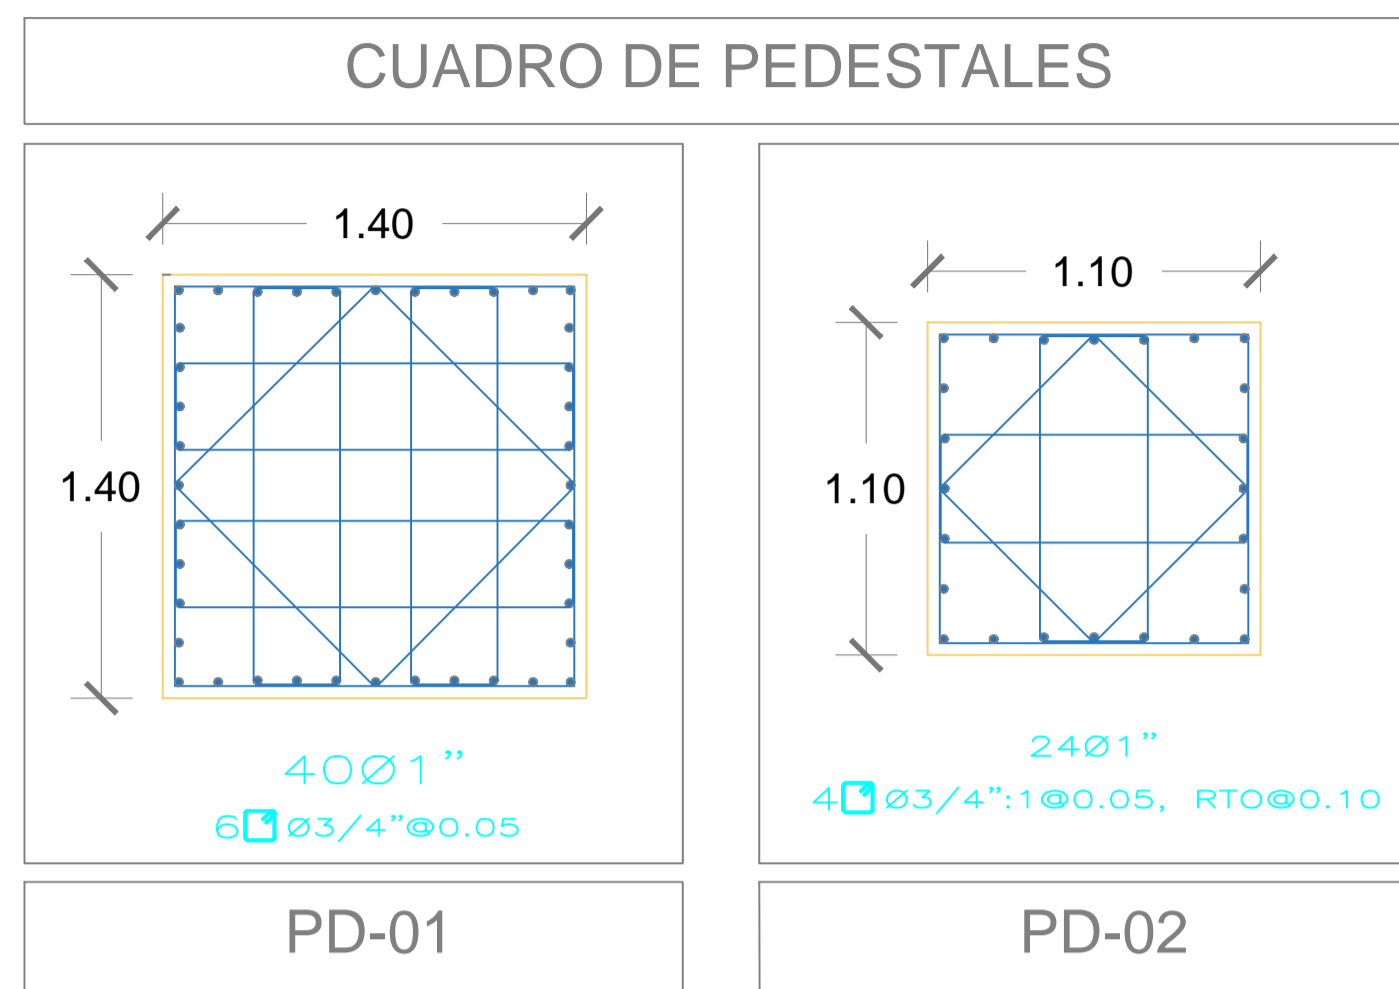 CUADRO DE PEDESTALES
1.40
1.40
40Ø1”
6 Ø3/4”@0.05
PD-01
1.10
1.10
24Ø1”
4 Ø3/4”:1@0.05, RTO@0.10
PD-02